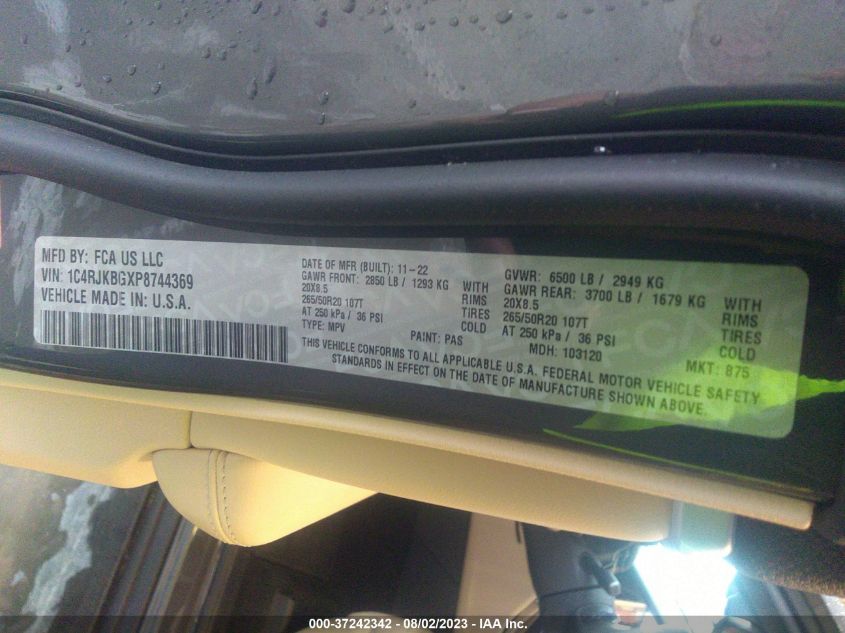 MFD BY: FCA US LLC
VIN: 1C4RJKBGXP8744369
VEHICLE MADE IN: U.S.A.
DATE OF MFR (BUILT): 11-22
GAWR FRONT: 2850 LB / 1293 KG WITH
20X8.5 RIMS
265/50R20 107T TIRES
AT 250 kPa / 36 PSI COLD
TYPE: MPV PAINT: PAS
GVWR: 6500 LB / 2949 KG
GAWR REAR: 3700 LB / 1679 KG WITH
20X8.5 RIMS
265/50R20 107T TIRES
AT 250 kPa / 36 PSI COLD
MDH: 103120 MKT: 875
THIS VEHICLE CONFORMS TO ALL APPLICABLE U.S.A. FEDERAL MOTOR VEHICLE SAFETY
STANDARDS IN EFFECT ON THE DATE OF MANUFACTURE SHOWN ABOVE.
000-37242342 - 08/02/2023 - IAA Inc.